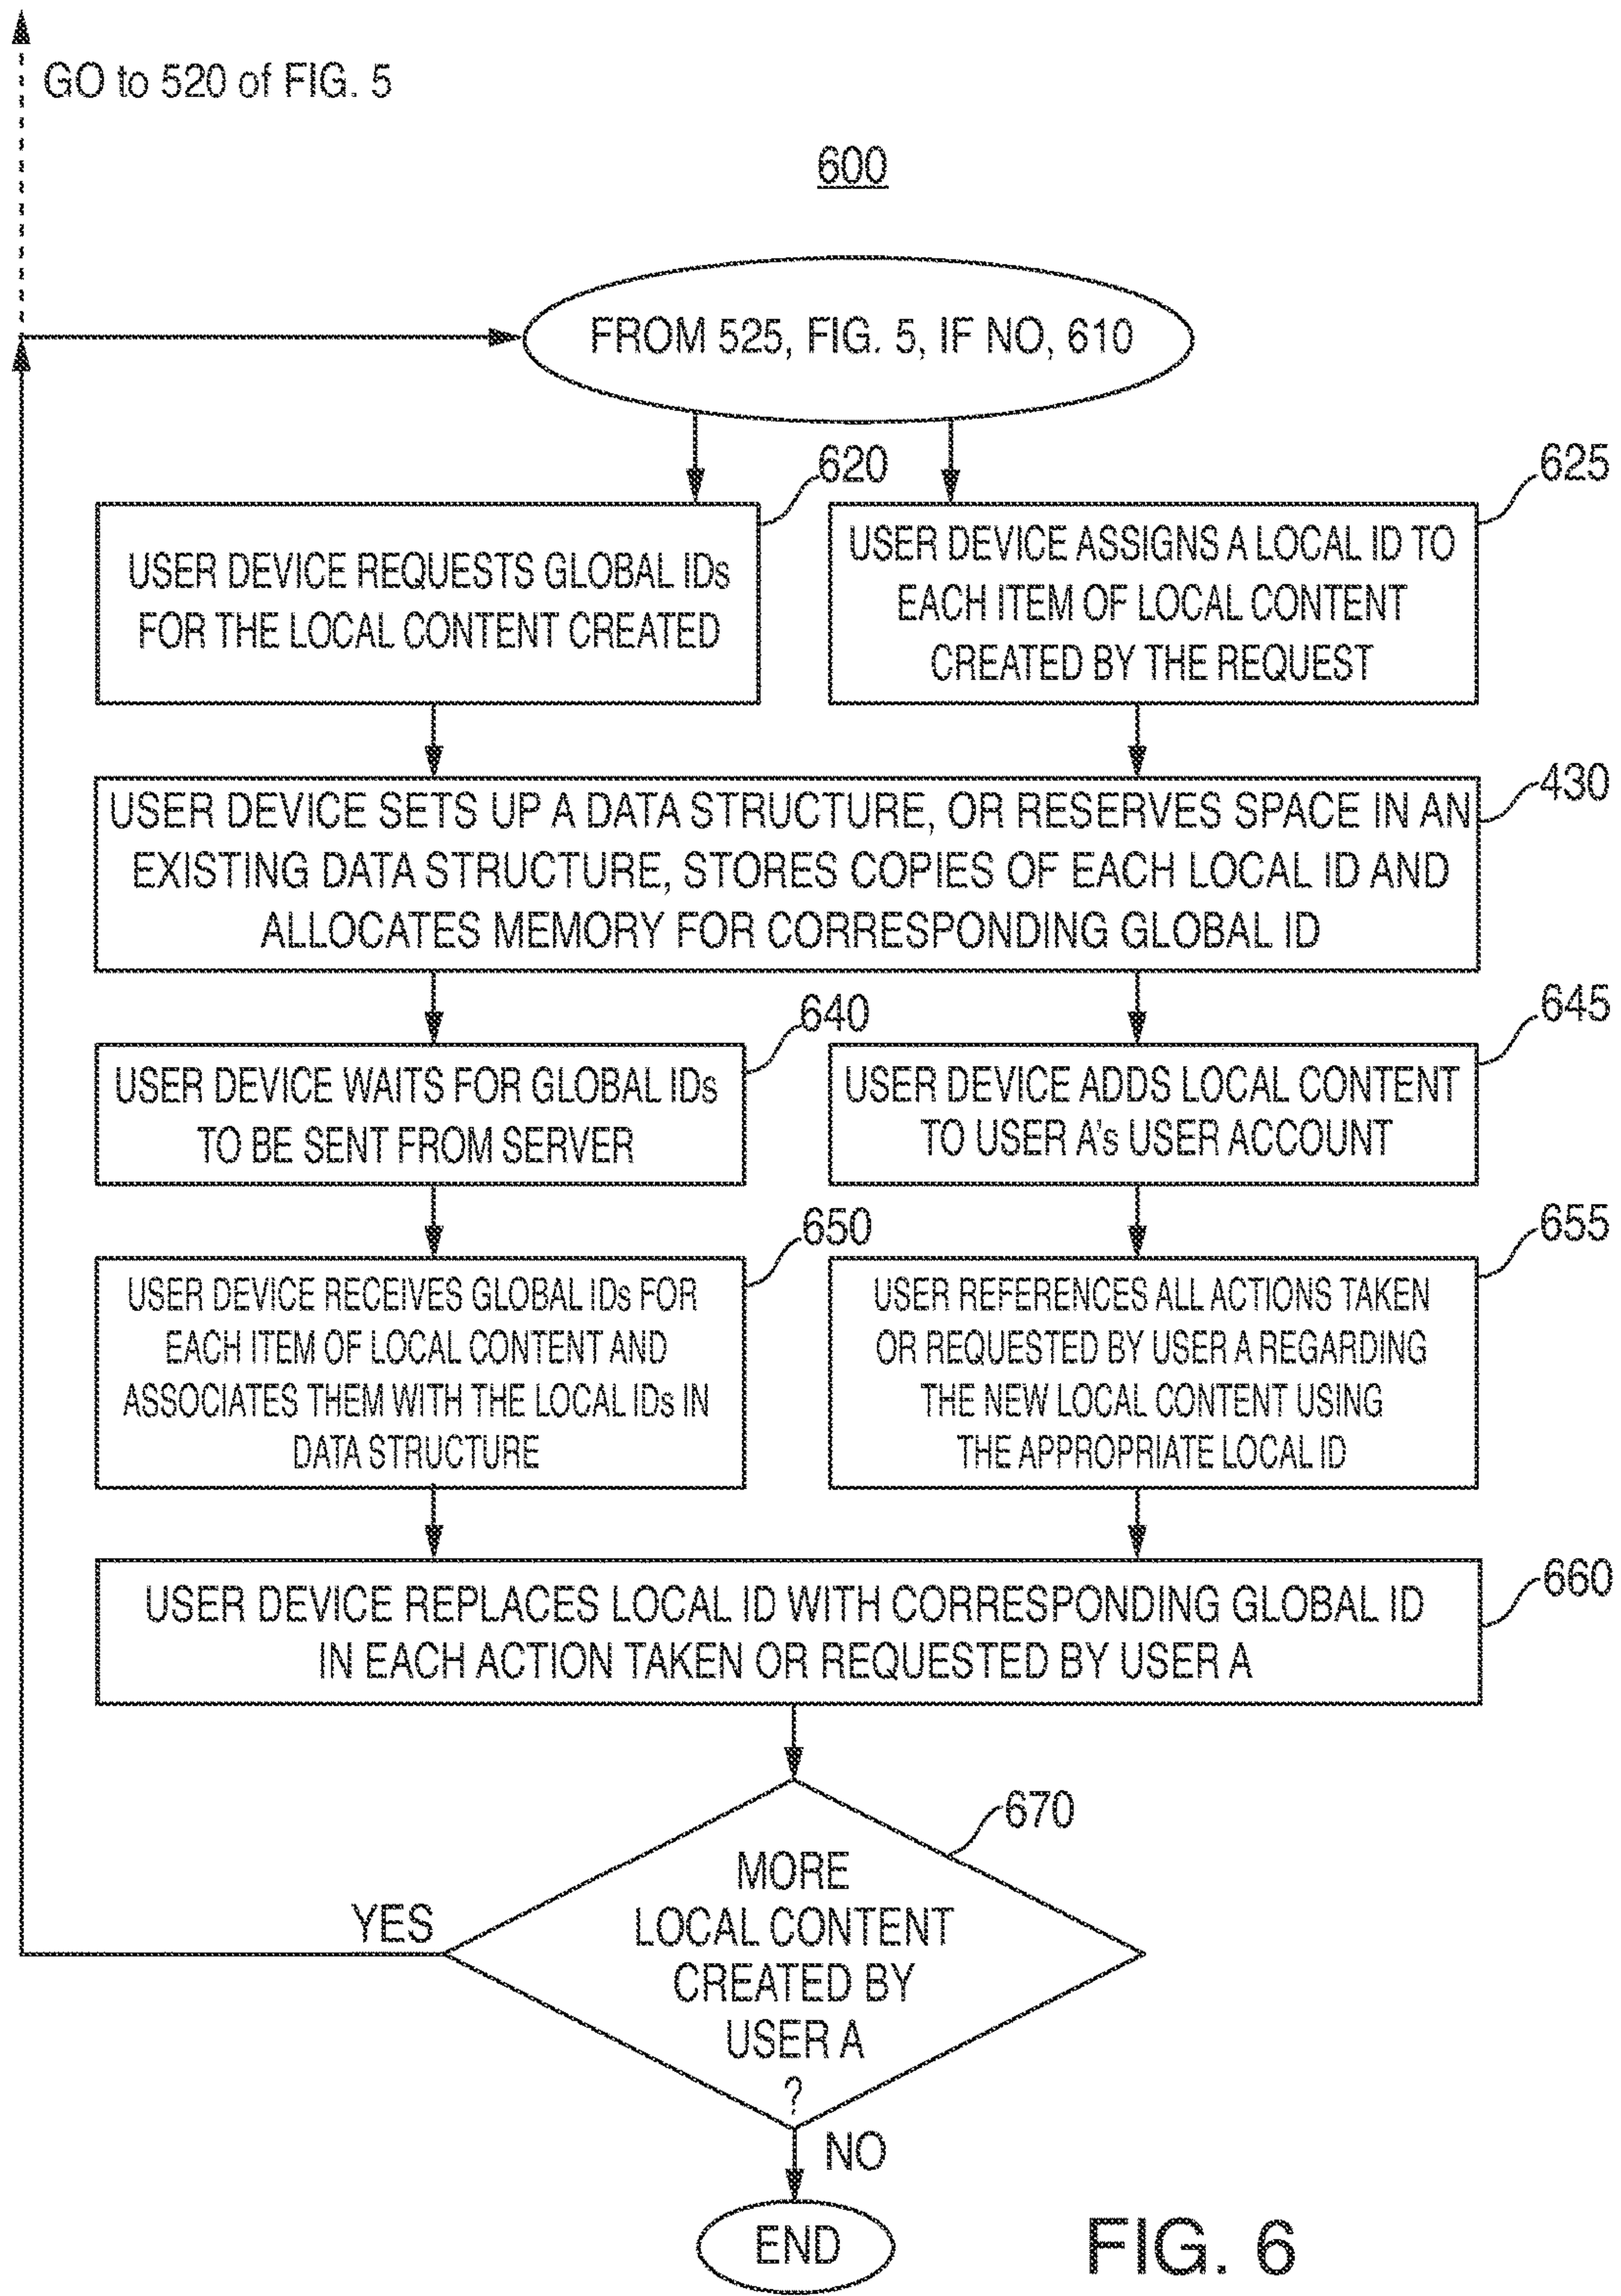 GO to 520 of FIG. 5
600
FROM 525, FIG. 5, IF NO, 610
620
USER DEVICE REQUESTS GLOBAL IDs
FOR THE LOCAL CONTENT CREATED
625
USER DEVICE ASSIGNS A LOCAL ID TO
EACH ITEM OF LOCAL CONTENT
CREATED BY THE REQUEST
430
USER DEVICE SETS UP A DATA STRUCTURE, OR RESERVES SPACE IN AN
EXISTING DATA STRUCTURE, STORES COPIES OF EACH LOCAL ID AND
ALLOCATES MEMORY FOR CORRESPONDING GLOBAL ID
640
USER DEVICE WAITS FOR GLOBAL IDs
TO BE SENT FROM SERVER
645
USER DEVICE ADDS LOCAL CONTENT
TO USER A's USER ACCOUNT
650
USER DEVICE RECEIVES GLOBAL IDs FOR
EACH ITEM OF LOCAL CONTENT AND
ASSOCIATES THEM WITH THE LOCAL IDs IN
DATA STRUCTURE
655
USER REFERENCES ALL ACTIONS TAKEN
OR REQUESTED BY USER A REGARDING
THE NEW LOCAL CONTENT USING
THE APPROPRIATE LOCAL ID
660
USER DEVICE REPLACES LOCAL ID WITH CORRESPONDING GLOBAL ID
IN EACH ACTION TAKEN OR REQUESTED BY USER A
670
MORE
LOCAL CONTENT
CREATED BY
USER A
?
YES
NO
END
FIG. 6